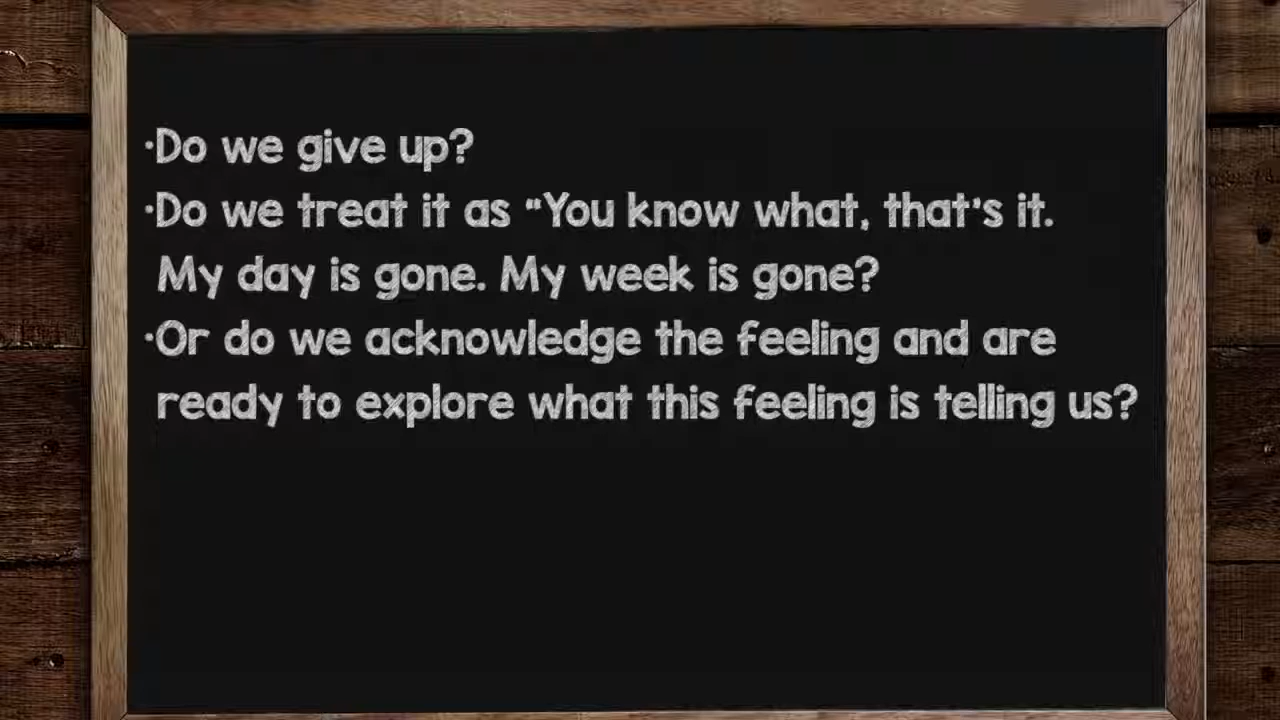 ·Do we give up?
·Do we treat it as "You know what, that's it.
My day is gone. My week is gone?
·Or do we acknowledge the feeling and are
ready to explore what this feeling is telling us?